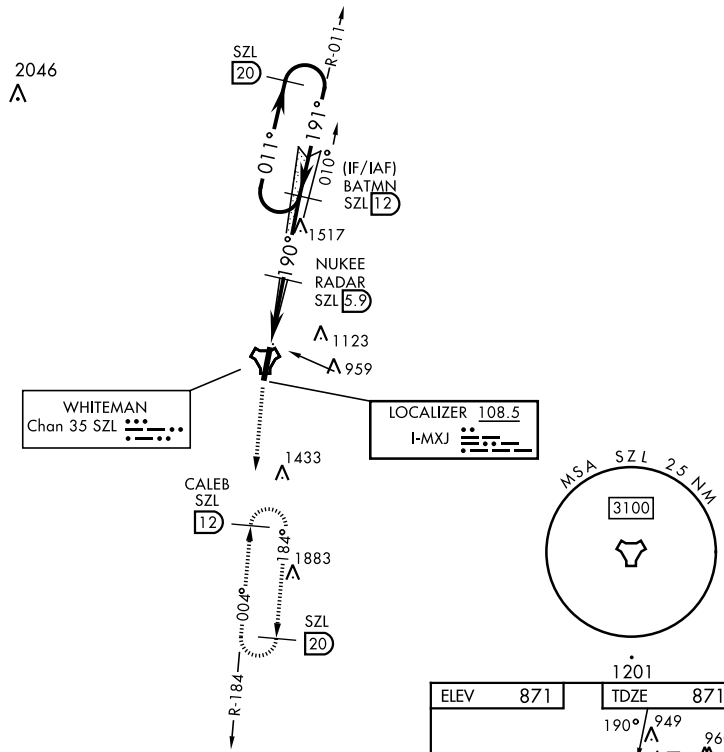 2046
SZL
20
R-011
011°
191°
010°
(IF/IAF)
BATMN
SZL 12
1517
190°
NUKEE
RADAR
SZL 5.9
1123
959
WHITEMAN
Chan 35 SZL
LOCALIZER 108.5
I-MXJ
1433
CALEB
SZL
12
184°
1883
004°
SZL
20
R-184
MSA SZL 25 NM
3100
1201
ELEV 871
TDZE 871
190°
949
96